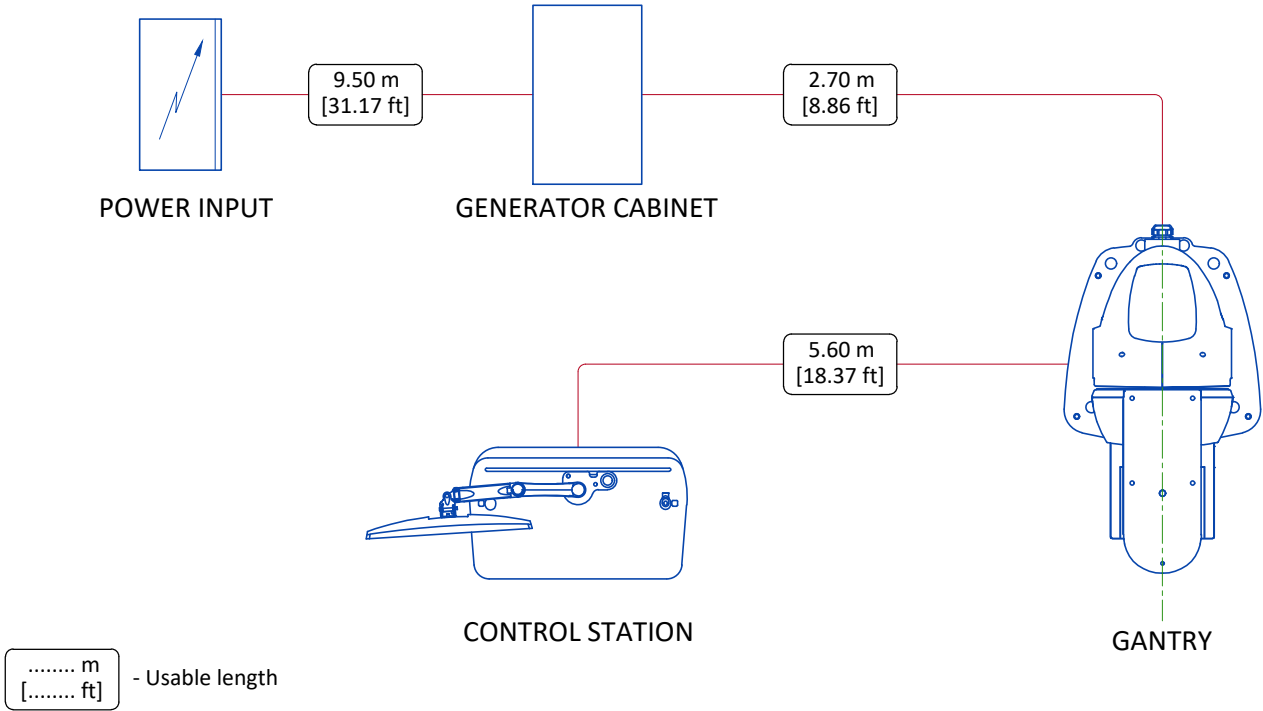 9.50 m
[31.17 ft]
2.70 m
[8.86 ft]
POWER INPUT
GENERATOR CABINET
5.60 m
[18.37 ft]
CONTROL STATION
GANTRY
........ m
[........ ft]
- Usable length